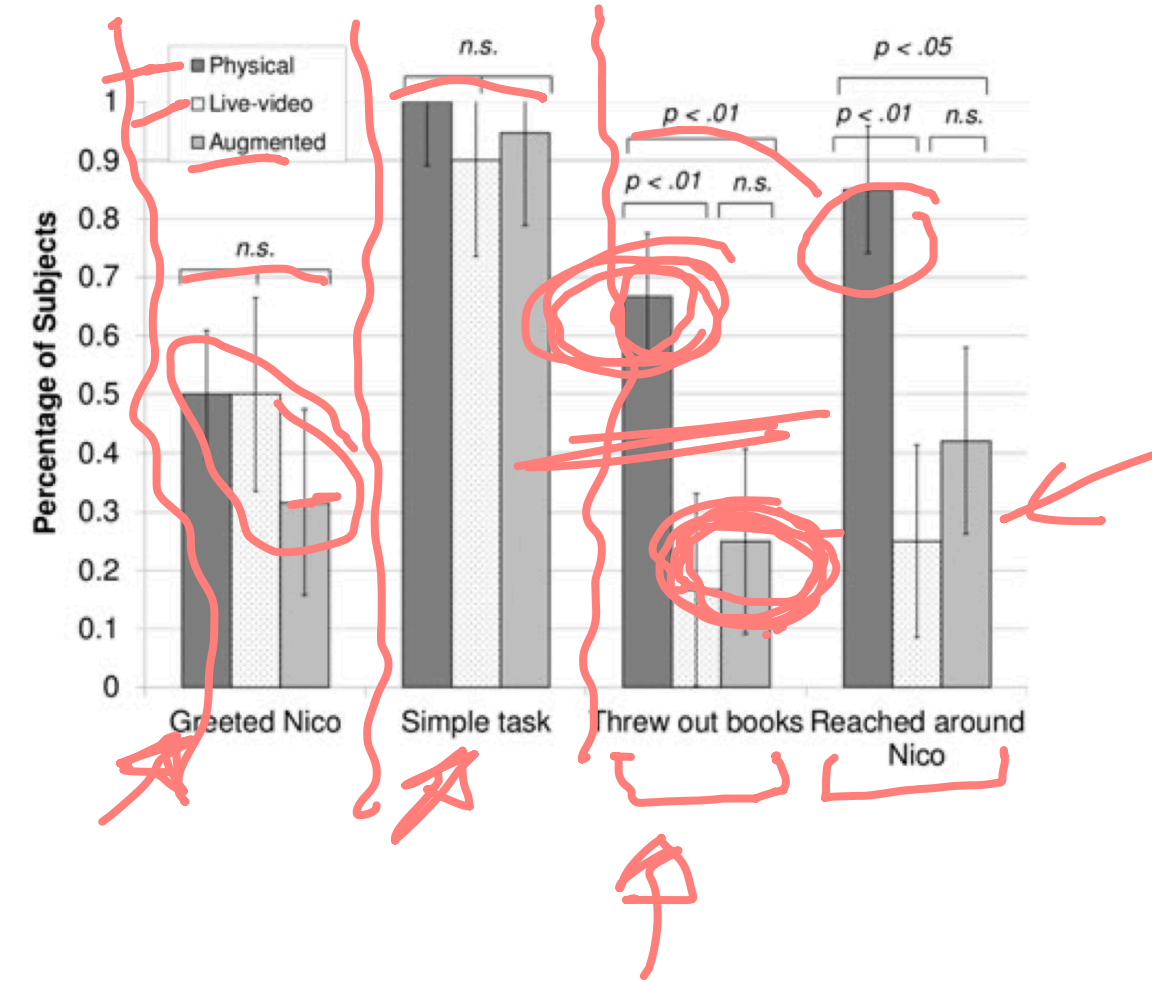 n.s.
p < .05
Physical
Live-video
Augmented
1
p < .01
p < .01
n.s.
0.9
p < .01
n.s.
0.8
n.s.
0.7
0.6
0.5
0.4
0.3
0.2
0.1
0
Percentage of Subjects
Greeted Nico
Simple task
Threw out books
Reached around
Nico